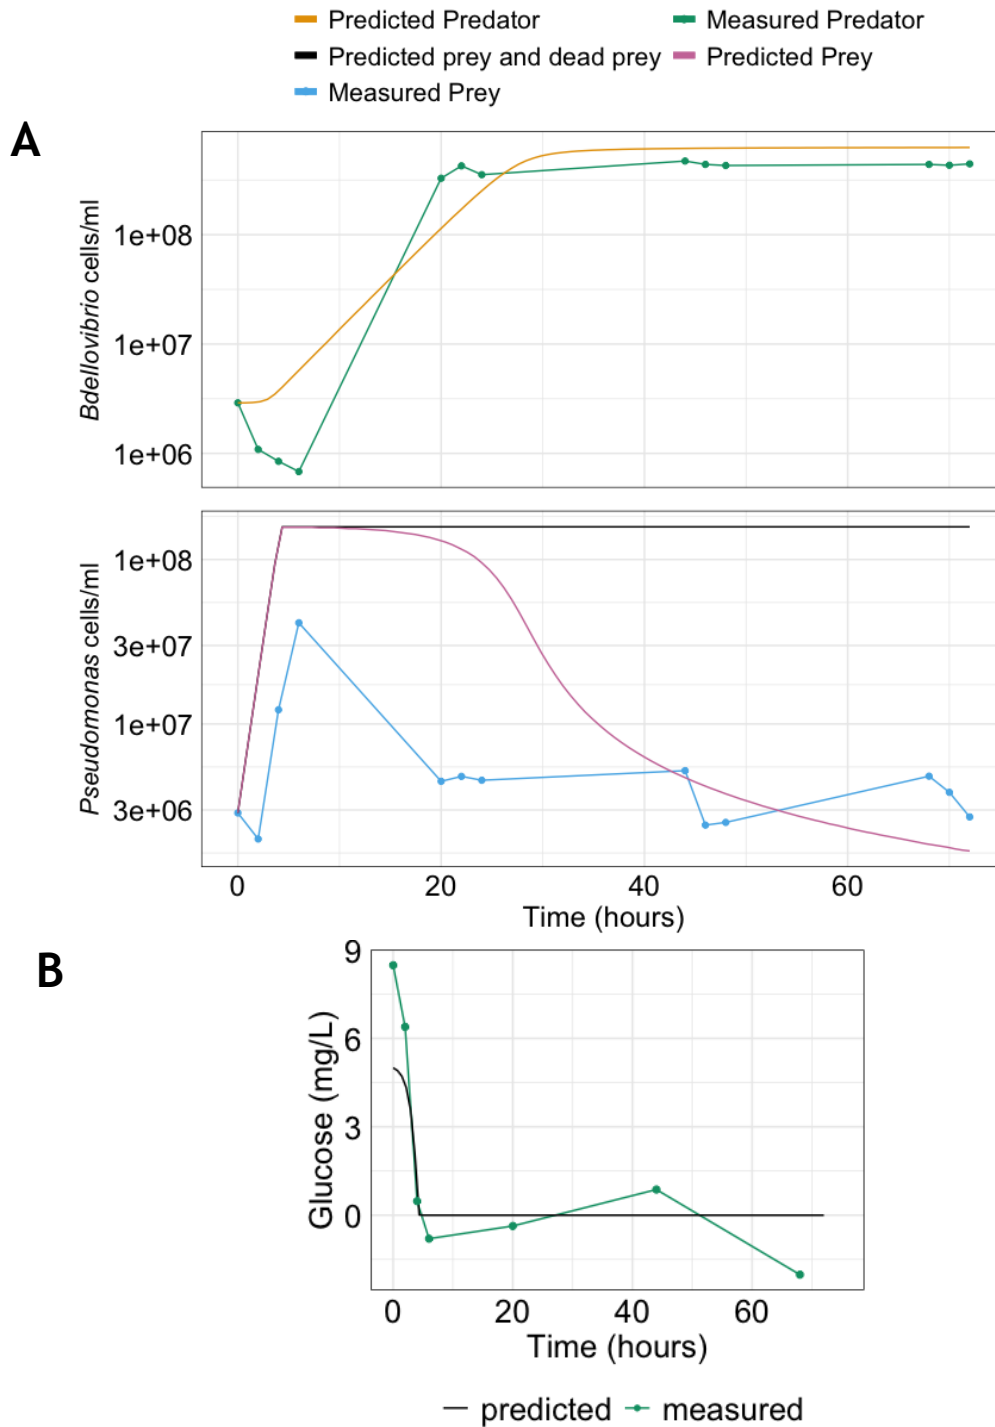 Predicted Predator
Measured Predator
Predicted prey and dead prey
Predicted Prey
Measured Prey
A
Bdellovibrio cells/ml
1e+08
1e+07
1e+06
Pseudomonas cells/ml
1e+08
3e+07
1e+07
3e+06
0 20 40 60
Time (hours)
B
Glucose (mg/L)
9
6
3
0
0 20 40 60
Time (hours)
predicted measured